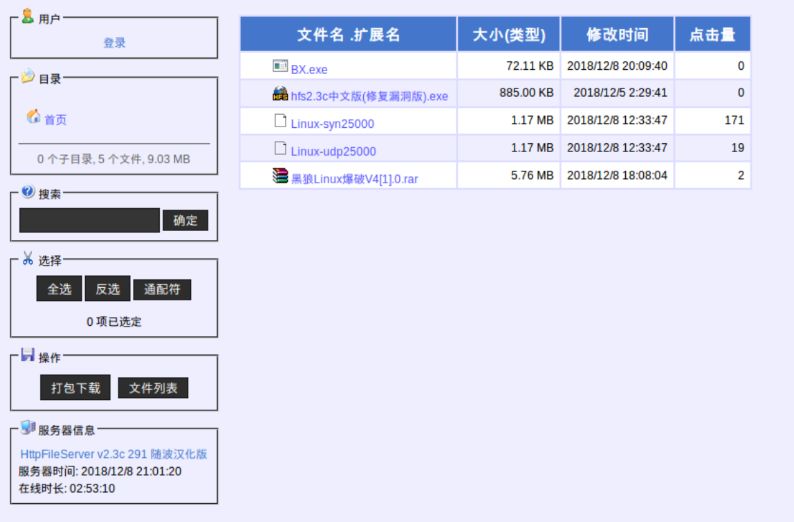 用户
登录
目录
首页
0 个子目录, 5 个文件, 9.03 MB
搜索
确定
选择
全选 反选 通配符
0 项已选定
操作
打包下载 文件列表
服务器信息
HttpFileServer v2.3c 291 随波汉化版
服务器时间: 2018/12/8 21:01:20
在线时长: 02:53:10
文件名 .扩展名 大小(类型) 修改时间 点击量
BX.exe 72.11 KB 2018/12/8 20:09:40 0
hfs2.3c中文版(修复漏洞版).exe 885.00 KB 2018/12/5 2:29:41 0
Linux-syn25000 1.17 MB 2018/12/8 12:33:47 171
Linux-udp25000 1.17 MB 2018/12/8 12:33:47 19
黑狼Linux爆破V4[1].0.rar 5.76 MB 2018/12/8 18:08:04 2